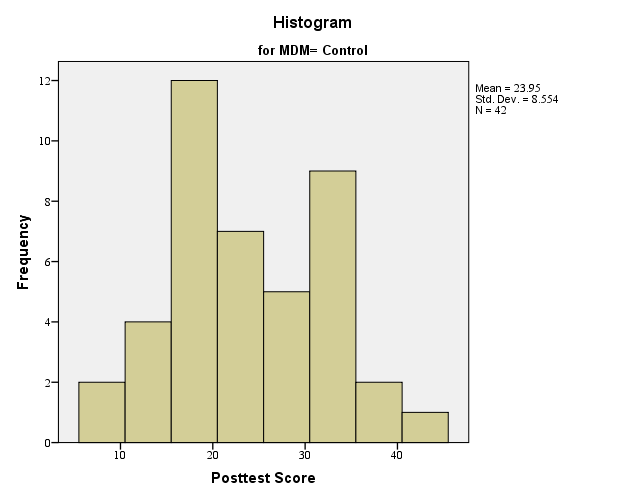 Histogram
for MDM= Control
Mean = 23.95
Std. Dev. = 8.554
N = 42
12
10
8
6
4
2
0
Frequency
10 20 30 40
Posttest Score